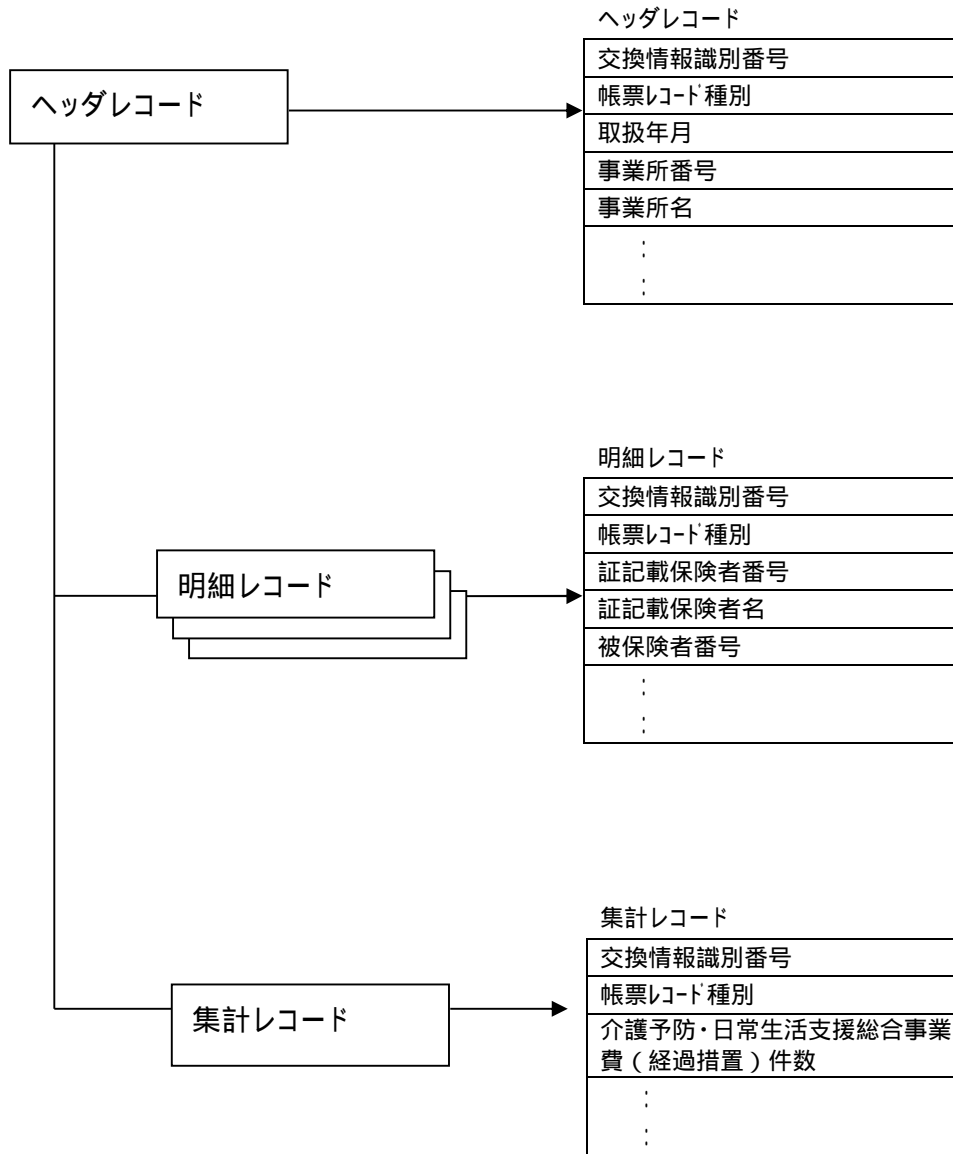 ヘッダレコード
ヘッダレコード
交換情報識別番号
帳票ﾚｺｰﾄﾞ種別
取扱年月
事業所番号
事業所名
：
：
明細レコード
明細レコード
交換情報識別番号
帳票ﾚｺｰﾄﾞ種別
証記載保険者番号
証記載保険者名
被保険者番号
：
：
集計レコード
集計レコード
交換情報識別番号
帳票ﾚｺｰﾄﾞ種別
介護予防・日常生活支援総合事業
費（経過措置）件数
：
：